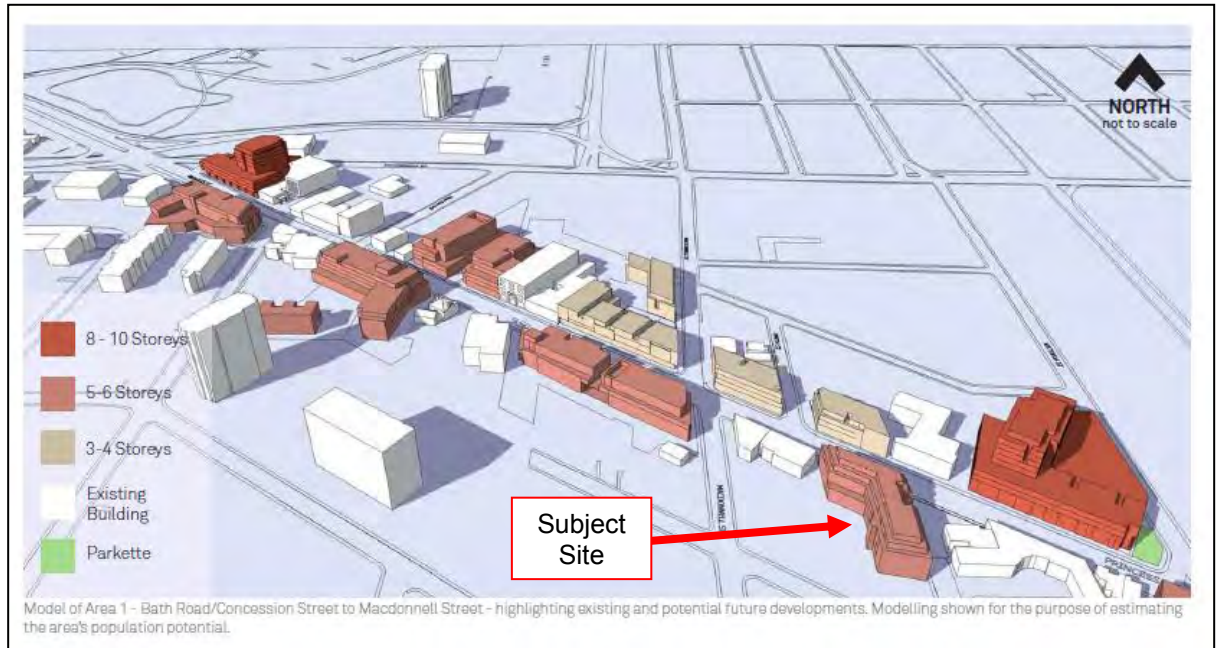 NORTH
not to scale
8 - 10 Storeys
5-6 Storeys
3-4 Storeys
Existing
Building
Parkette
Subject
Site
PRINCESS
Model of Area 1 - Bath Road/Concession Street to Macdonnell Street - highlighting existing and potential future developments. Modelling shown for the purpose of estimating
the area's population potential.